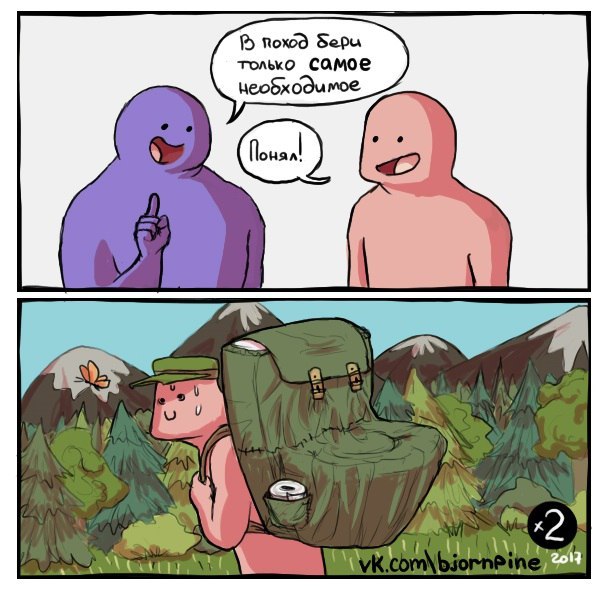 В поход бери
только самое
необходимое
Понял!
x2
vk.com\bjornpine 2017